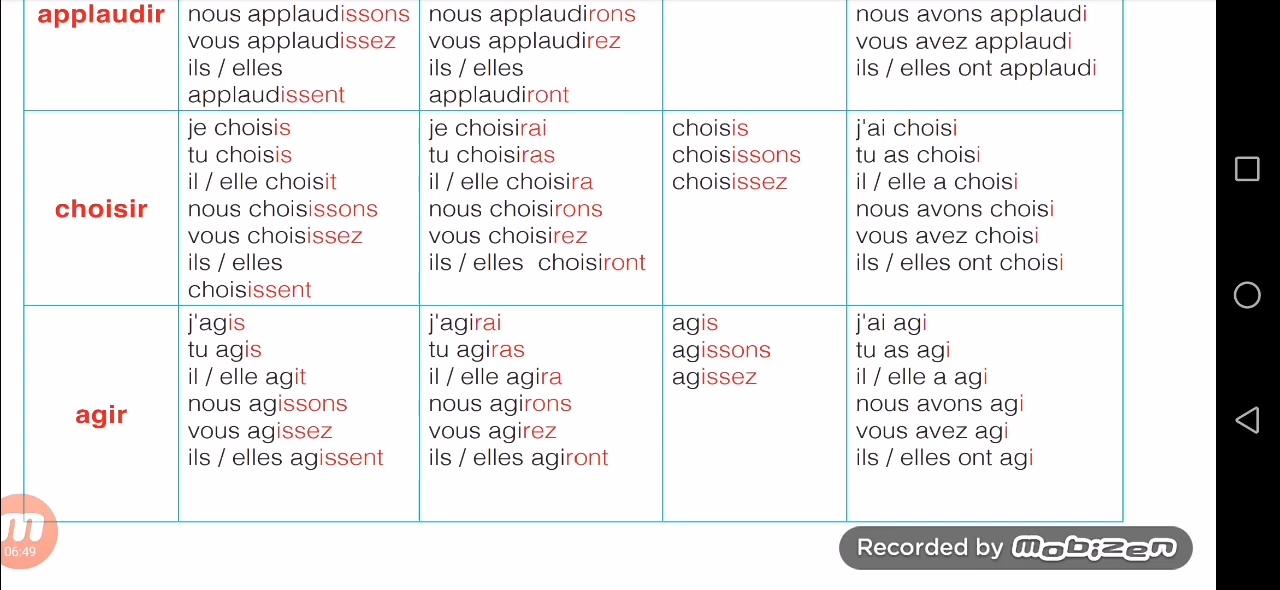 applaudir
nous applaudissons
vous applaudissez
ils / elles
applaudissent
nous applaudirons
vous applaudirez
ils / elles
applaudiront
nous avons applaudi
vous avez applaudi
ils / elles ont applaudi
choisir
je choisis
tu choisis
il / elle choisit
nous choisissons
vous choisissez
ils / elles
choisissent
je choisirai
tu choisiras
il / elle choisira
nous choisirons
vous choisirez
ils / elles choisiront
choisis
choisissons
choisissez
j'ai choisi
tu as choisi
il / elle a choisi
nous avons choisi
vous avez choisi
ils / elles ont choisi
agir
j'agis
tu agis
il / elle agit
nous agissons
vous agissez
ils / elles agissent
j'agirai
tu agiras
il / elle agira
nous agirons
vous agirez
ils / elles agiront
agis
agissons
agissez
j'ai agi
tu as agi
il / elle a agi
nous avons agi
vous avez agi
ils / elles ont agi
m
06:49
Recorded by mobizen